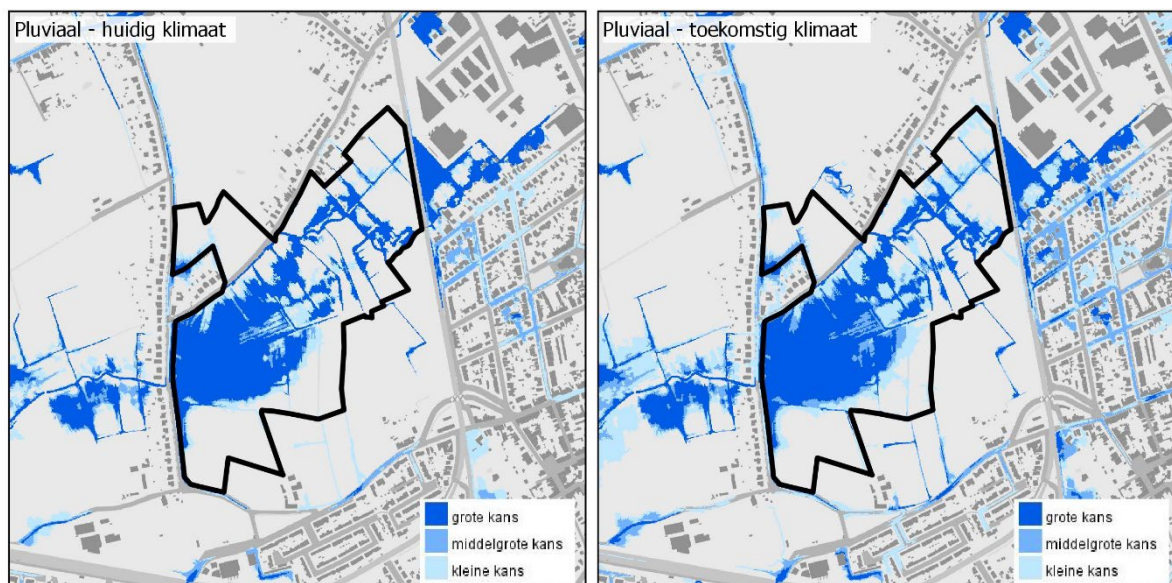 Pluviaal - huidig klimaat
grote kans
middelgrote kans
kleine kans
Pluviaal - toekomstig klimaat
grote kans
middelgrote kans
kleine kans